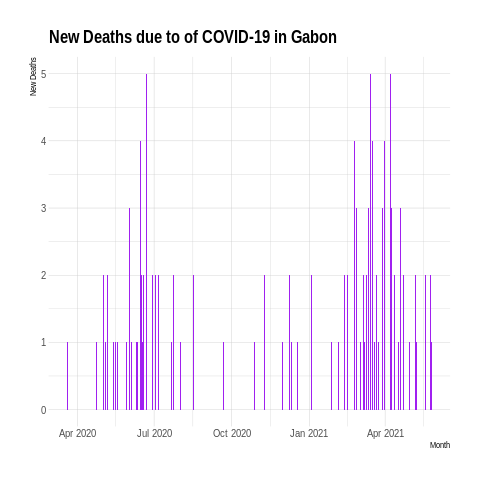 New Deaths due to of COVID-19 in Gabon
New Deaths
5
4
3
2
1
0
Apr 2020 Jul 2020 Oct 2020 Jan 2021 Apr 2021
Month